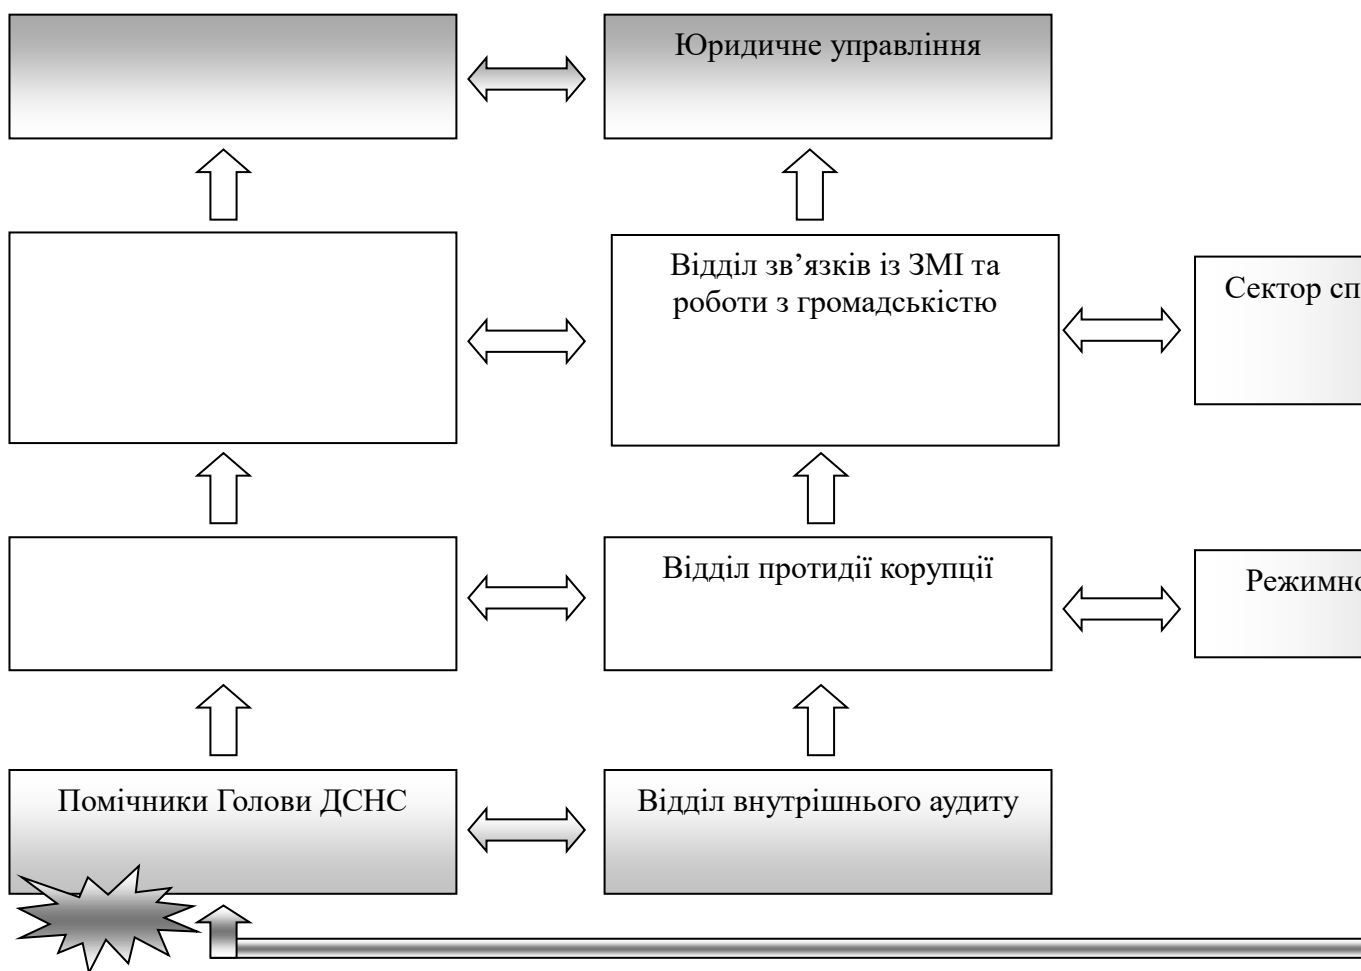 Юридичне управління
Відділ зв’язків із ЗМІ та
роботи з громадськістю
Сектор
Відділ протидії корупції
Помічники Голови ДСНС
Відділ внутрішнього аудиту